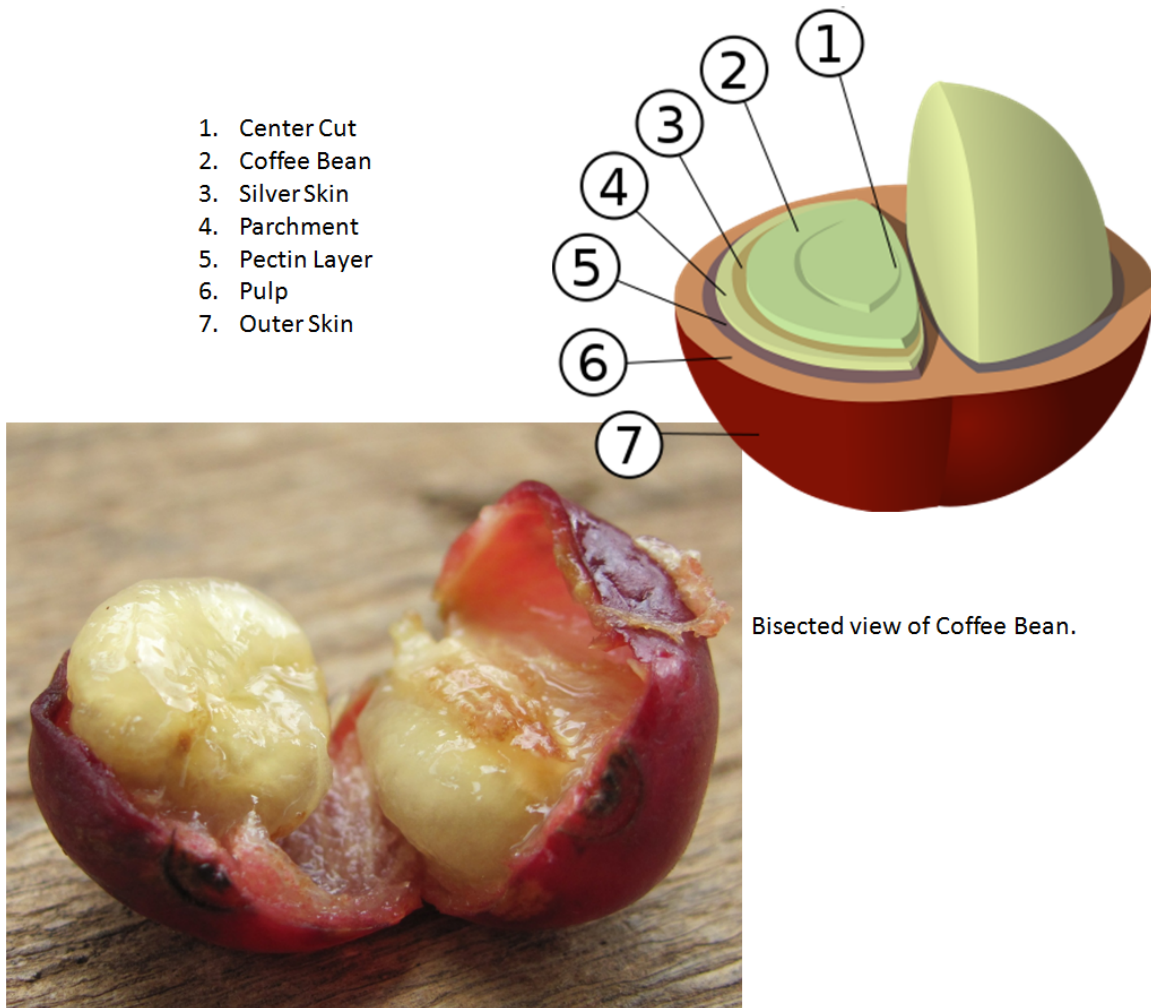 1. Center Cut
2. Coffee Bean
3. Silver Skin
4. Parchment
5. Pectin Layer
6. Pulp
7. Outer Skin
1
2
3
4
5
6
7
Bisected view of Coffee Bean.